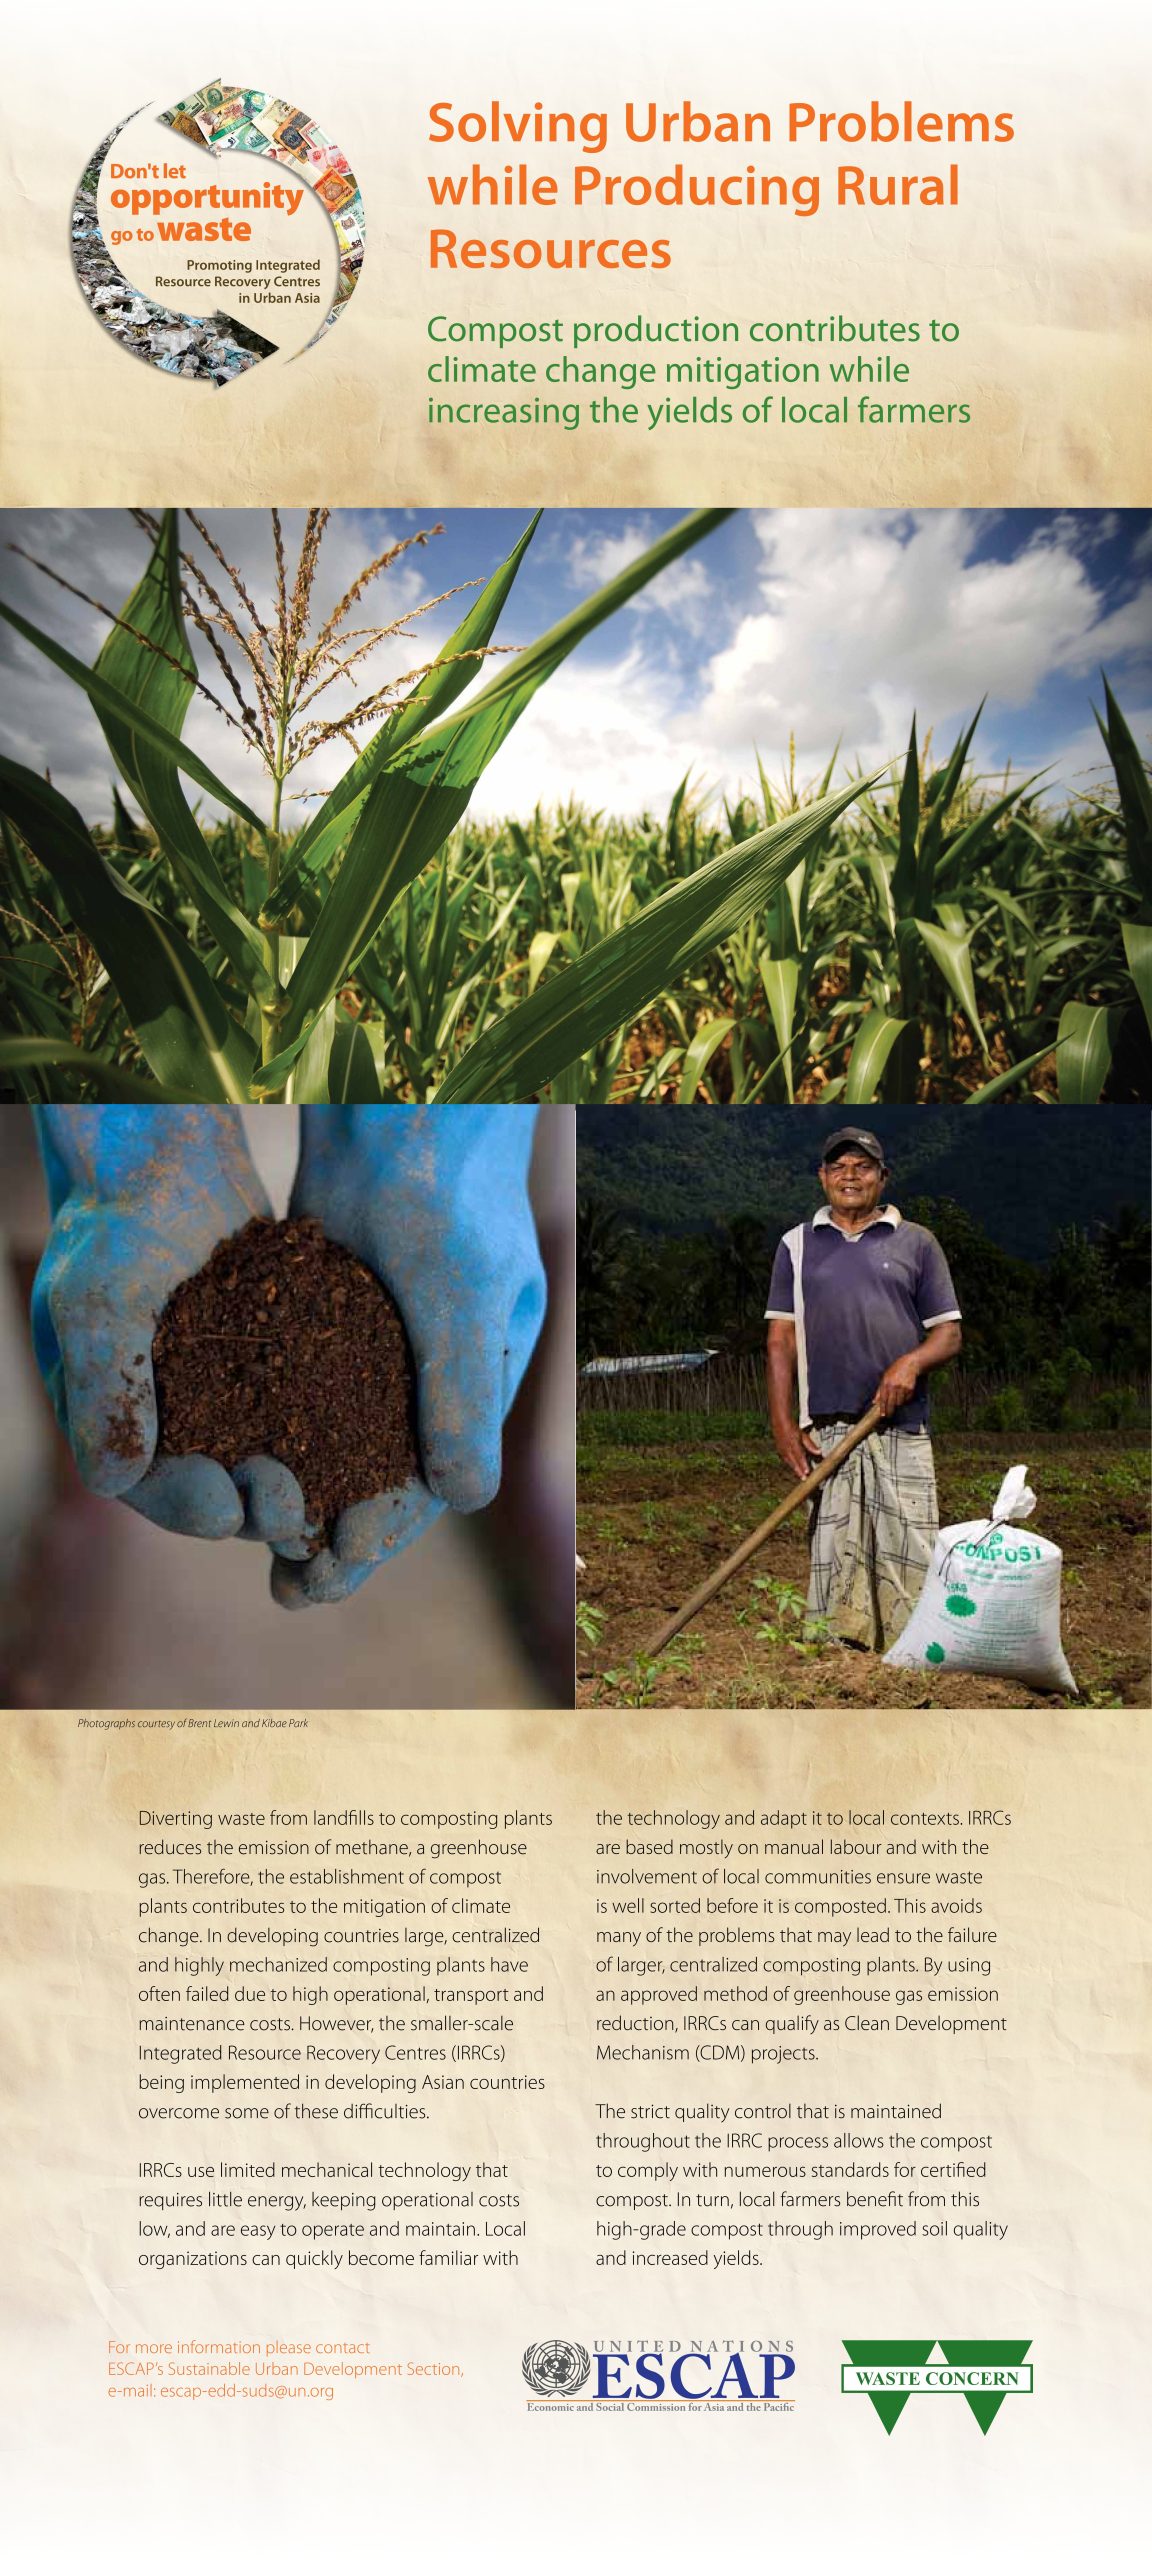 Don't let
opportunity
go to waste
Promoting Integrated
Resource Recovery Centres
in Urban Asia
Solving Urban Problems
while Producing Rural
Resources
Compost production contributes to
climate change mitigation while
increasing the yields of local farmers
COMPOST
Photographs courtesy of Brent Lewin and Kibae Park
Diverting waste from landfills to composting plants
reduces the emission of methane, a greenhouse
gas. Therefore, the establishment of compost
plants contributes to the mitigation of climate
change. In developing countries large, centralized
and highly mechanized composting plants have
often failed due to high operational, transport and
maintenance costs. However, the smaller-scale
Integrated Resource Recovery Centres (IRRCs)
being implemented in developing Asian countries
overcome some of these difficulties.
IRRCs use limited mechanical technology that
requires little energy, keeping operational costs
low, and are easy to operate and maintain. Local
organizations can quickly become familiar with
the technology and adapt it to local contexts. IRRCs
are based mostly on manual labour and with the
involvement of local communities ensure waste
is well sorted before it is composted. This avoids
many of the problems that may lead to the failure
of larger, centralized composting plants. By using
an approved method of greenhouse gas emission
reduction, IRRCs can qualify as Clean Development
Mechanism (CDM) projects.
The strict quality control that is maintained
throughout the IRRC process allows the compost
to comply with numerous standards for certified
compost. In turn, local farmers benefit from this
high-grade compost through improved soil quality
and increased yields.
For more information please contact
ESCAP's Sustainable Urban Development Section,
e-mail: escap-edd-suds@un.org
UNITED NATIONS
ESCAP
Economic and Social Commission for Asia and the Pacific
WASTE CONCERN